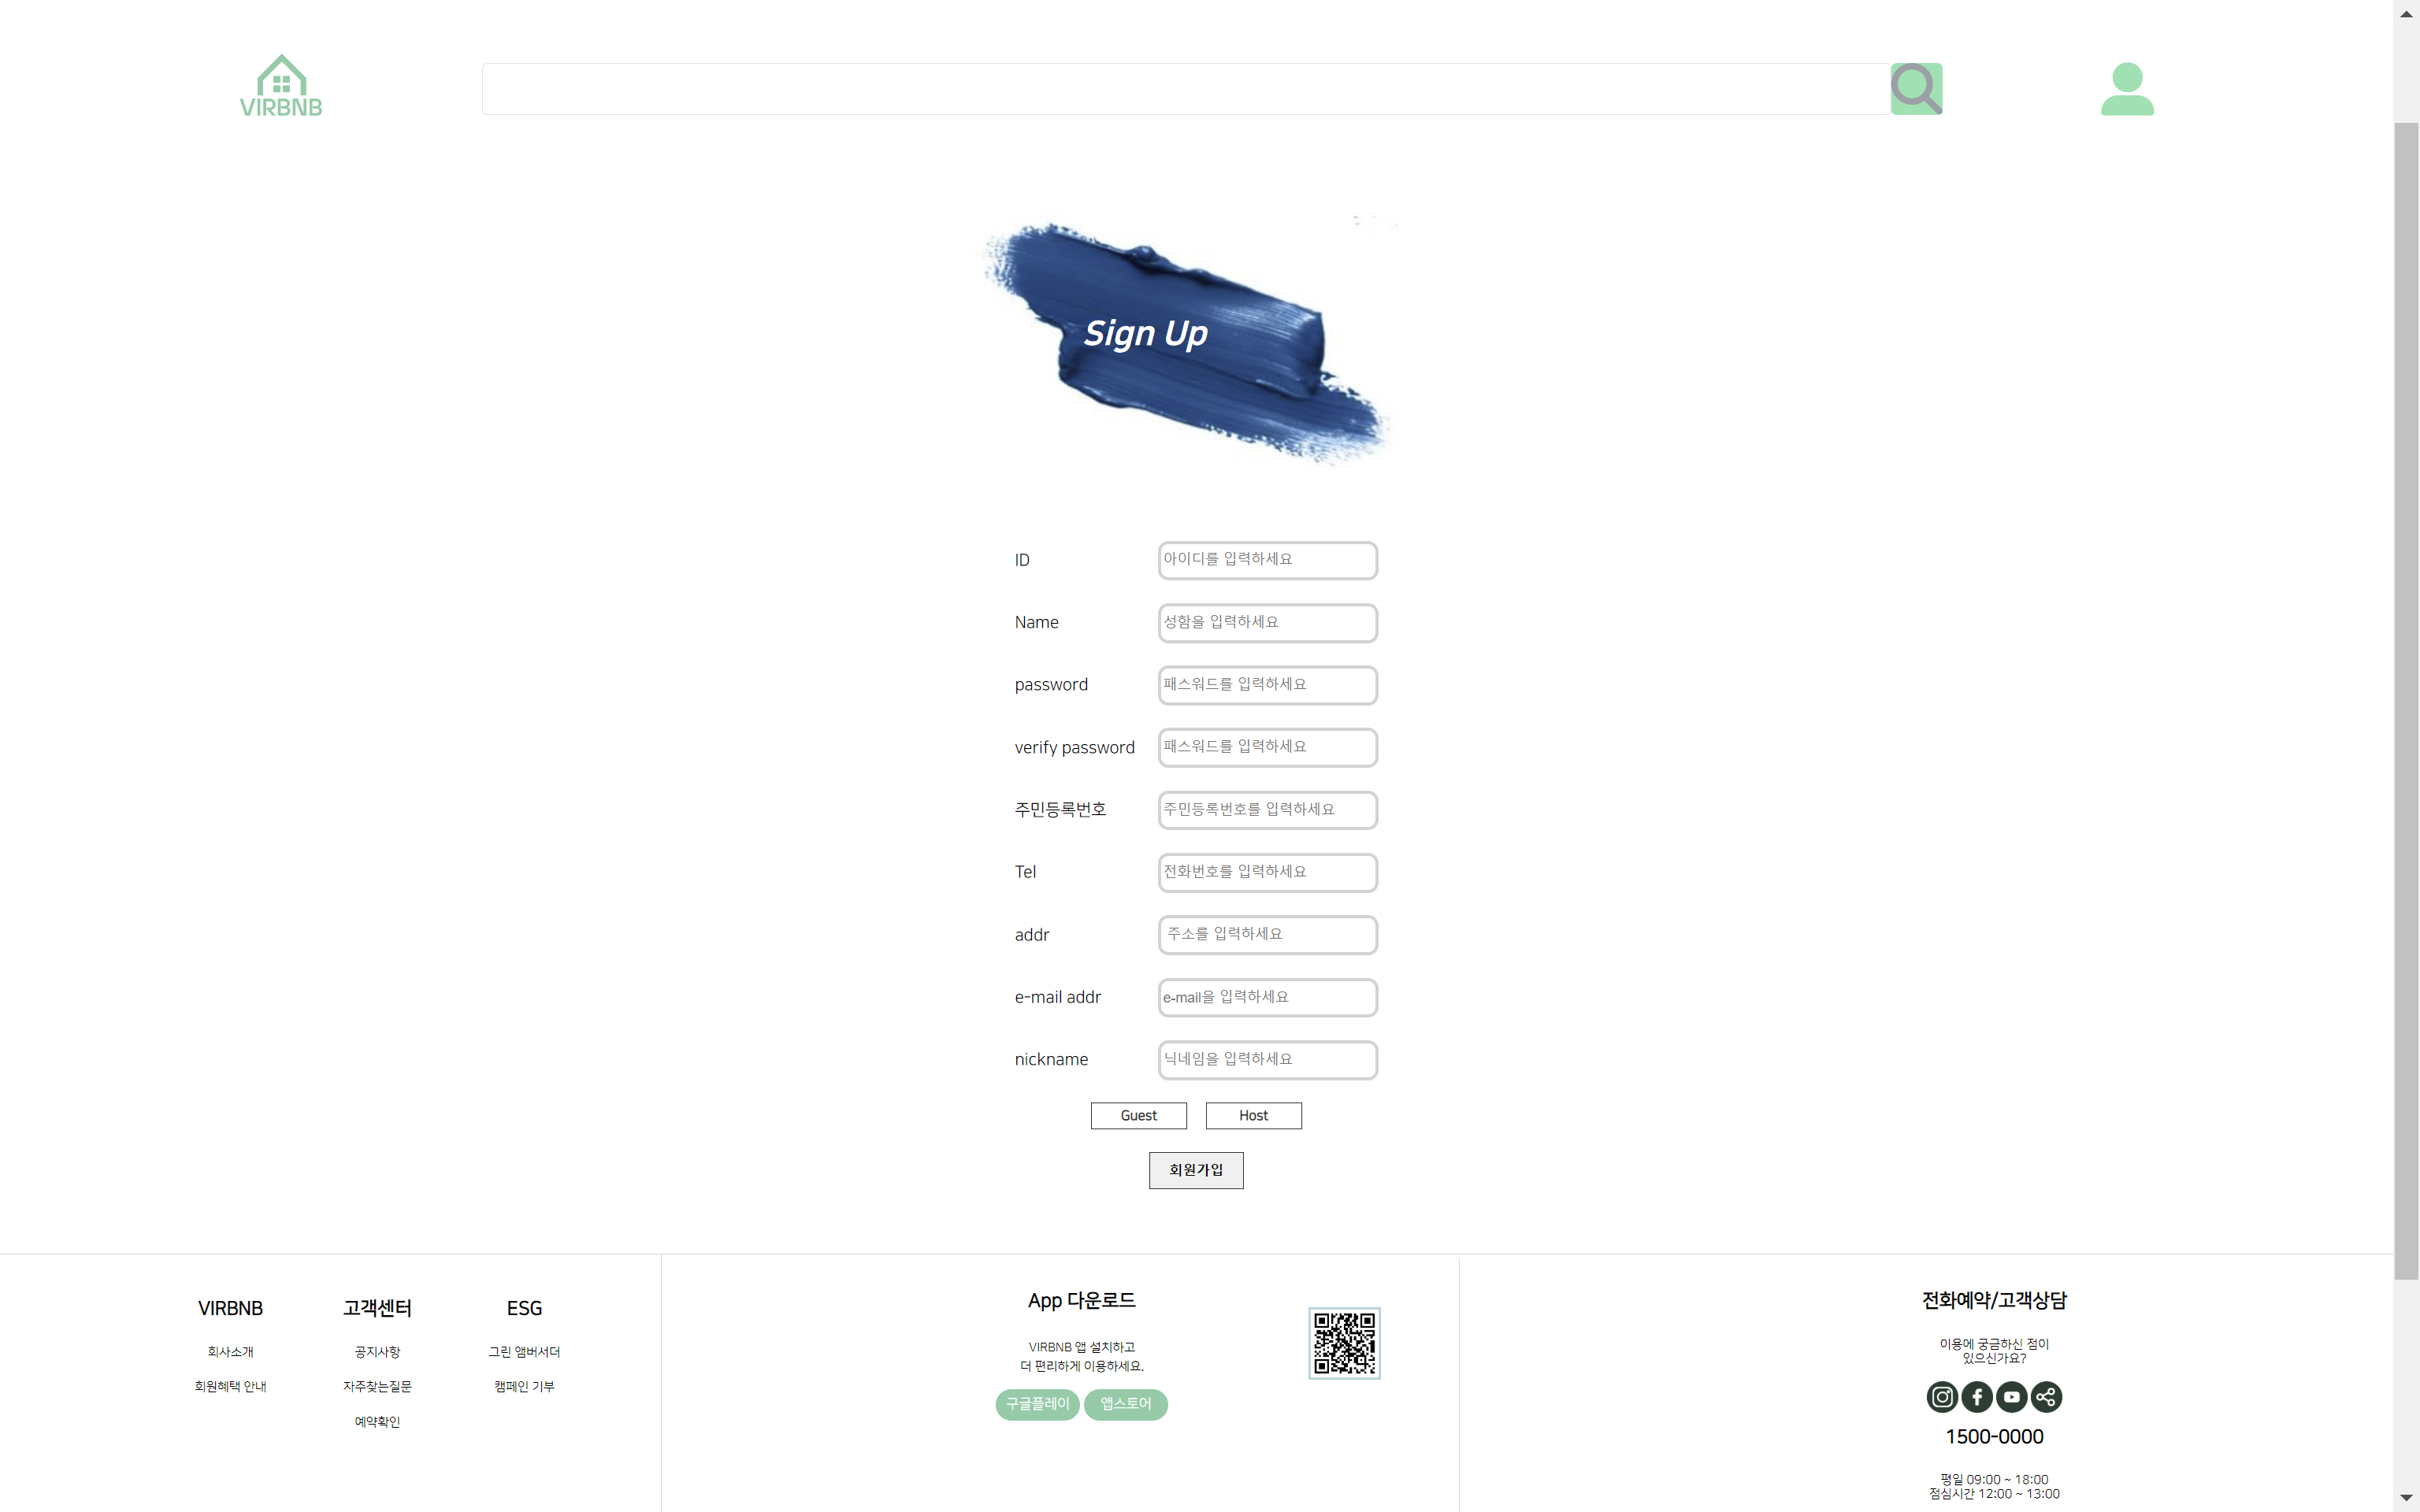 VIRBNB
Sign Up
ID
아이디를 입력하세요
Name
성함을 입력하세요
password
패스워드를 입력하세요
verify password
패스워드를 입력하세요
주민등록번호
주민등록번호를 입력하세요
Tel
전화번호를 입력하세요
addr
주소를 입력하세요
e-mail addr
e-mail을 입력하세요
nickname
닉네임을 입력하세요
Guest
Host
회원가입
VIRBNB
회사소개
회원혜택 안내
고객센터
공지사항
자주찾는질문
예약확인
ESG
그린 앰버서더
캠페인 기부
App 다운로드
VIRBNB 앱 설치하고
더 편리하게 이용하세요.
구글플레이
앱스토어
전화예약/고객상담
이용에 궁금하신 점이
있으신가요?
1500-0000
평일 09:00 ~ 18:00
점심시간 12:00 ~ 13:00